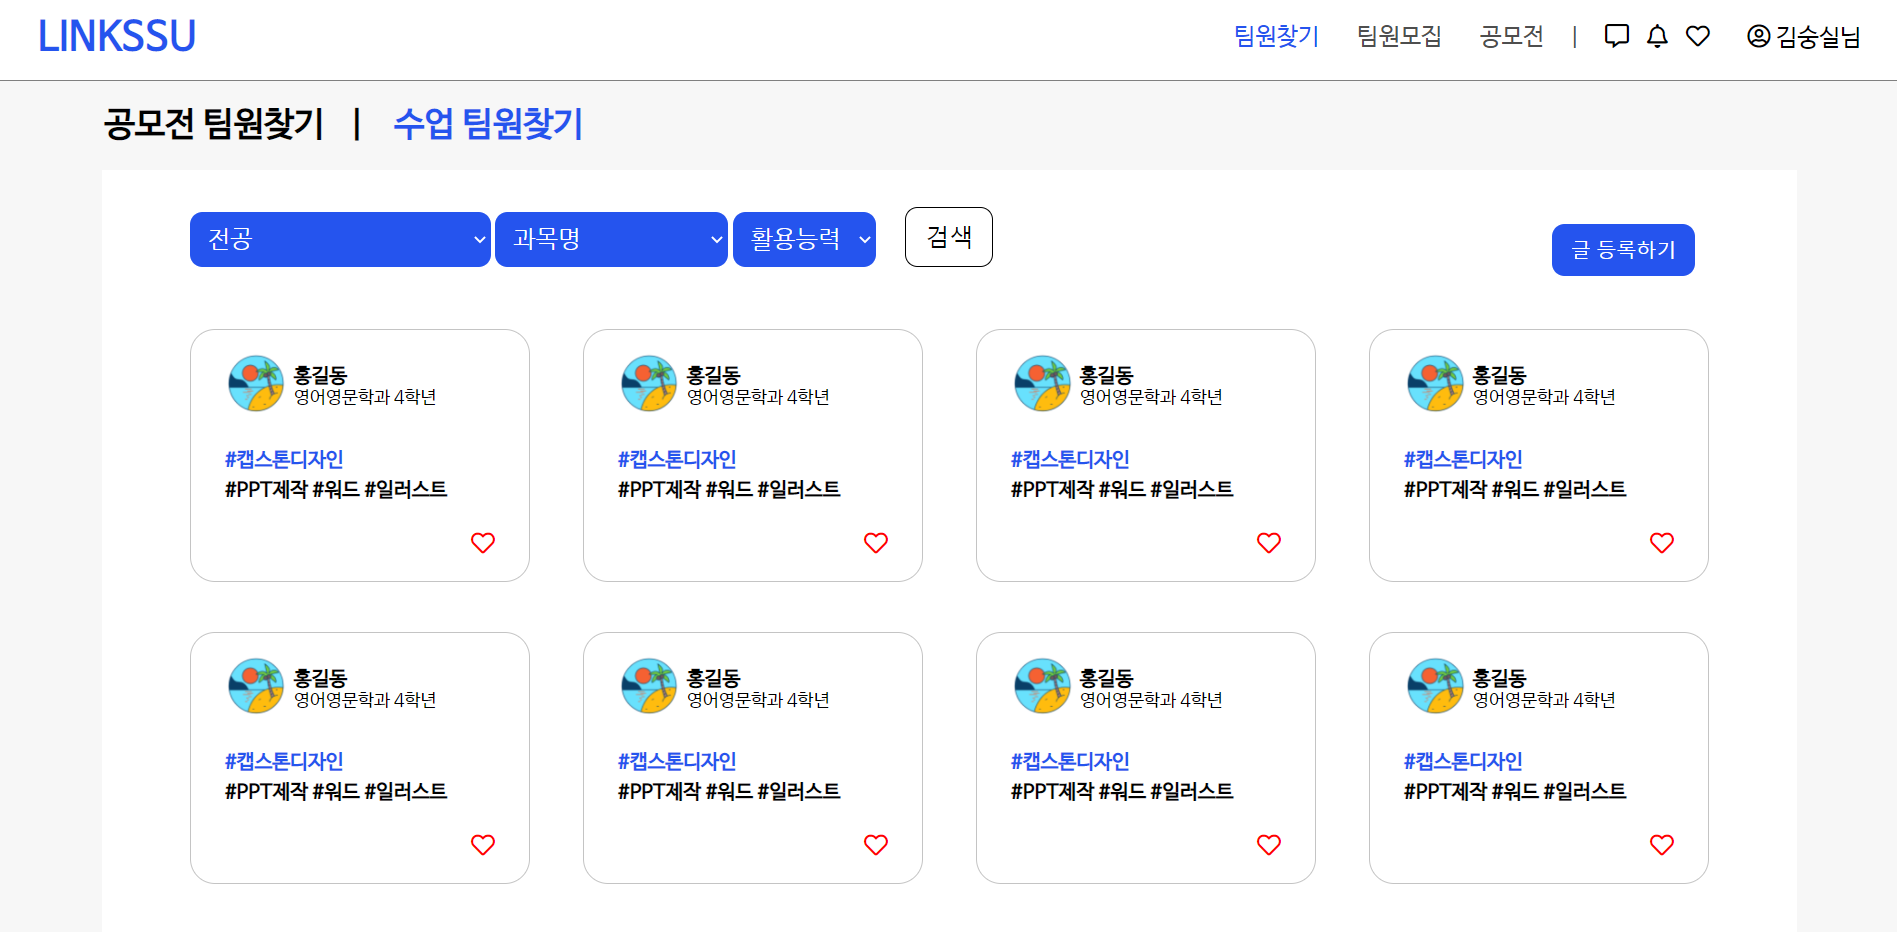 LINKSSU
팀원찾기 팀원모집 공모전 | 김숭실님
공모전 팀원찾기 | 수업 팀원찾기
전공 과목명 활용능력 검색 글 등록하기
홍길동
영어영문학과 4학년
#캡스톤디자인
#PPT제작 #워드 #일러스트
홍길동
영어영문학과 4학년
#캡스톤디자인
#PPT제작 #워드 #일러스트
홍길동
영어영문학과 4학년
#캡스톤디자인
#PPT제작 #워드 #일러스트
홍길동
영어영문학과 4학년
#캡스톤디자인
#PPT제작 #워드 #일러스트
홍길동
영어영문학과 4학년
#캡스톤디자인
#PPT제작 #워드 #일러스트
홍길동
영어영문학과 4학년
#캡스톤디자인
#PPT제작 #워드 #일러스트
홍길동
영어영문학과 4학년
#캡스톤디자인
#PPT제작 #워드 #일러스트
홍길동
영어영문학과 4학년
#캡스톤디자인
#PPT제작 #워드 #일러스트